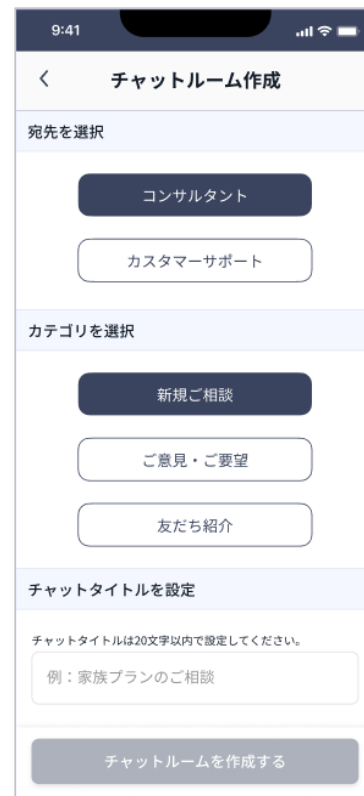 9:41
チャットルーム作成
宛先を選択
コンサルタント
カスタマーサポート
カテゴリを選択
新規ご相談
ご意見・ご要望
友だち紹介
チャットタイトルを設定
チャットタイトルは20文字以内で設定してください。
例：家族プランのご相談
チャットルームを作成する